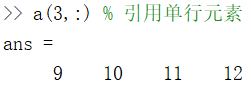 >> a(3,:) % 引用单行元素
ans =
9 10 11 12